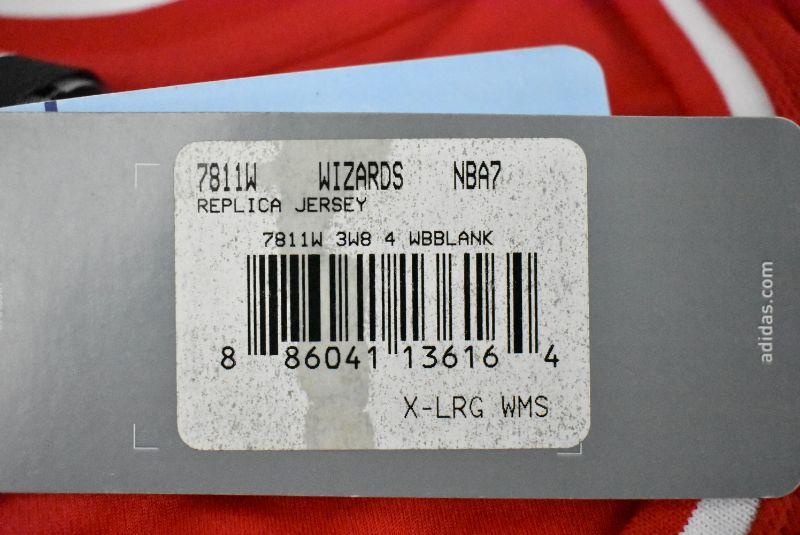 7811W WIZARDS NBA7
REPLICA JERSEY
7811W 3W8 4 WBBLANK
8 86041 13616 4
X-LRG WMS
adidas.com